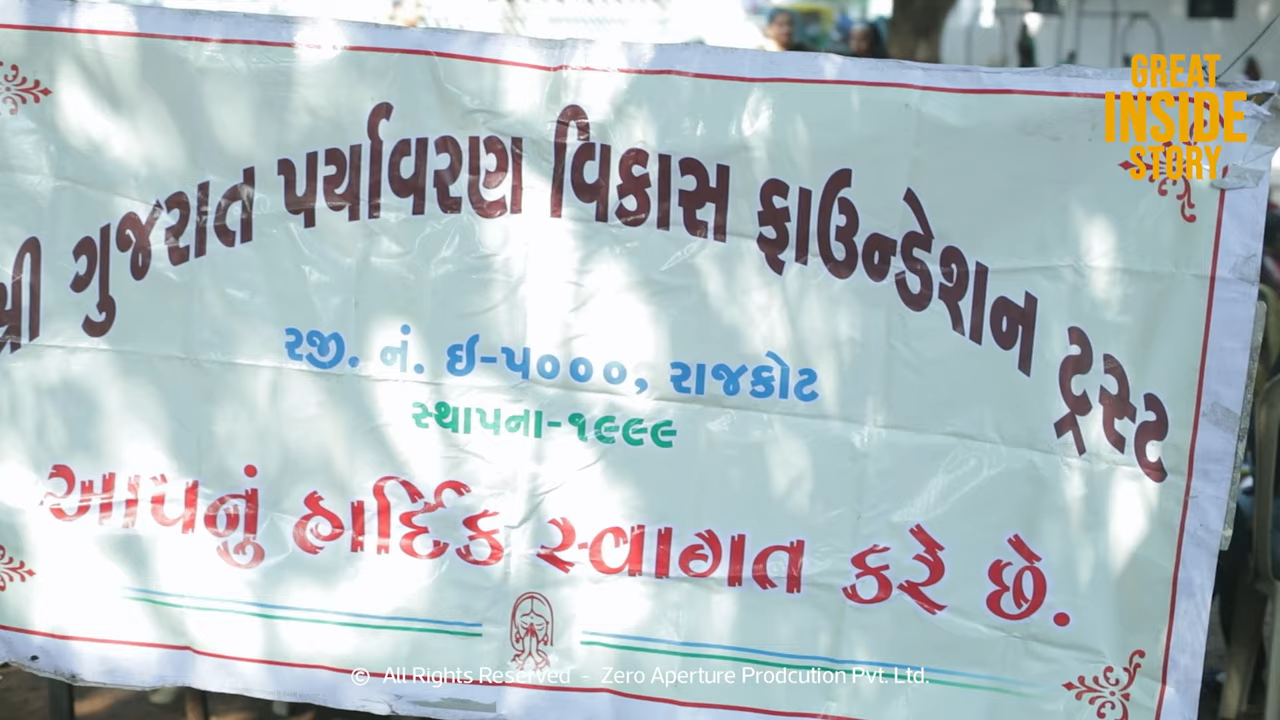 GREAT
INSIDE
STORY
શ્રી ગુજરાત પર્યાવરણ વિકાસ ફાઉન્ડેશન ટ્રસ્ટ
રજી. નં. ઇ-૫૦૦૦, રાજકોટ
સ્થાપના-૧૯૯૯
આપનું હાર્દિક સ્વાગત કરે છે.
© All Rights Reserved - Zero Aperture Prodcution Pvt. Ltd.